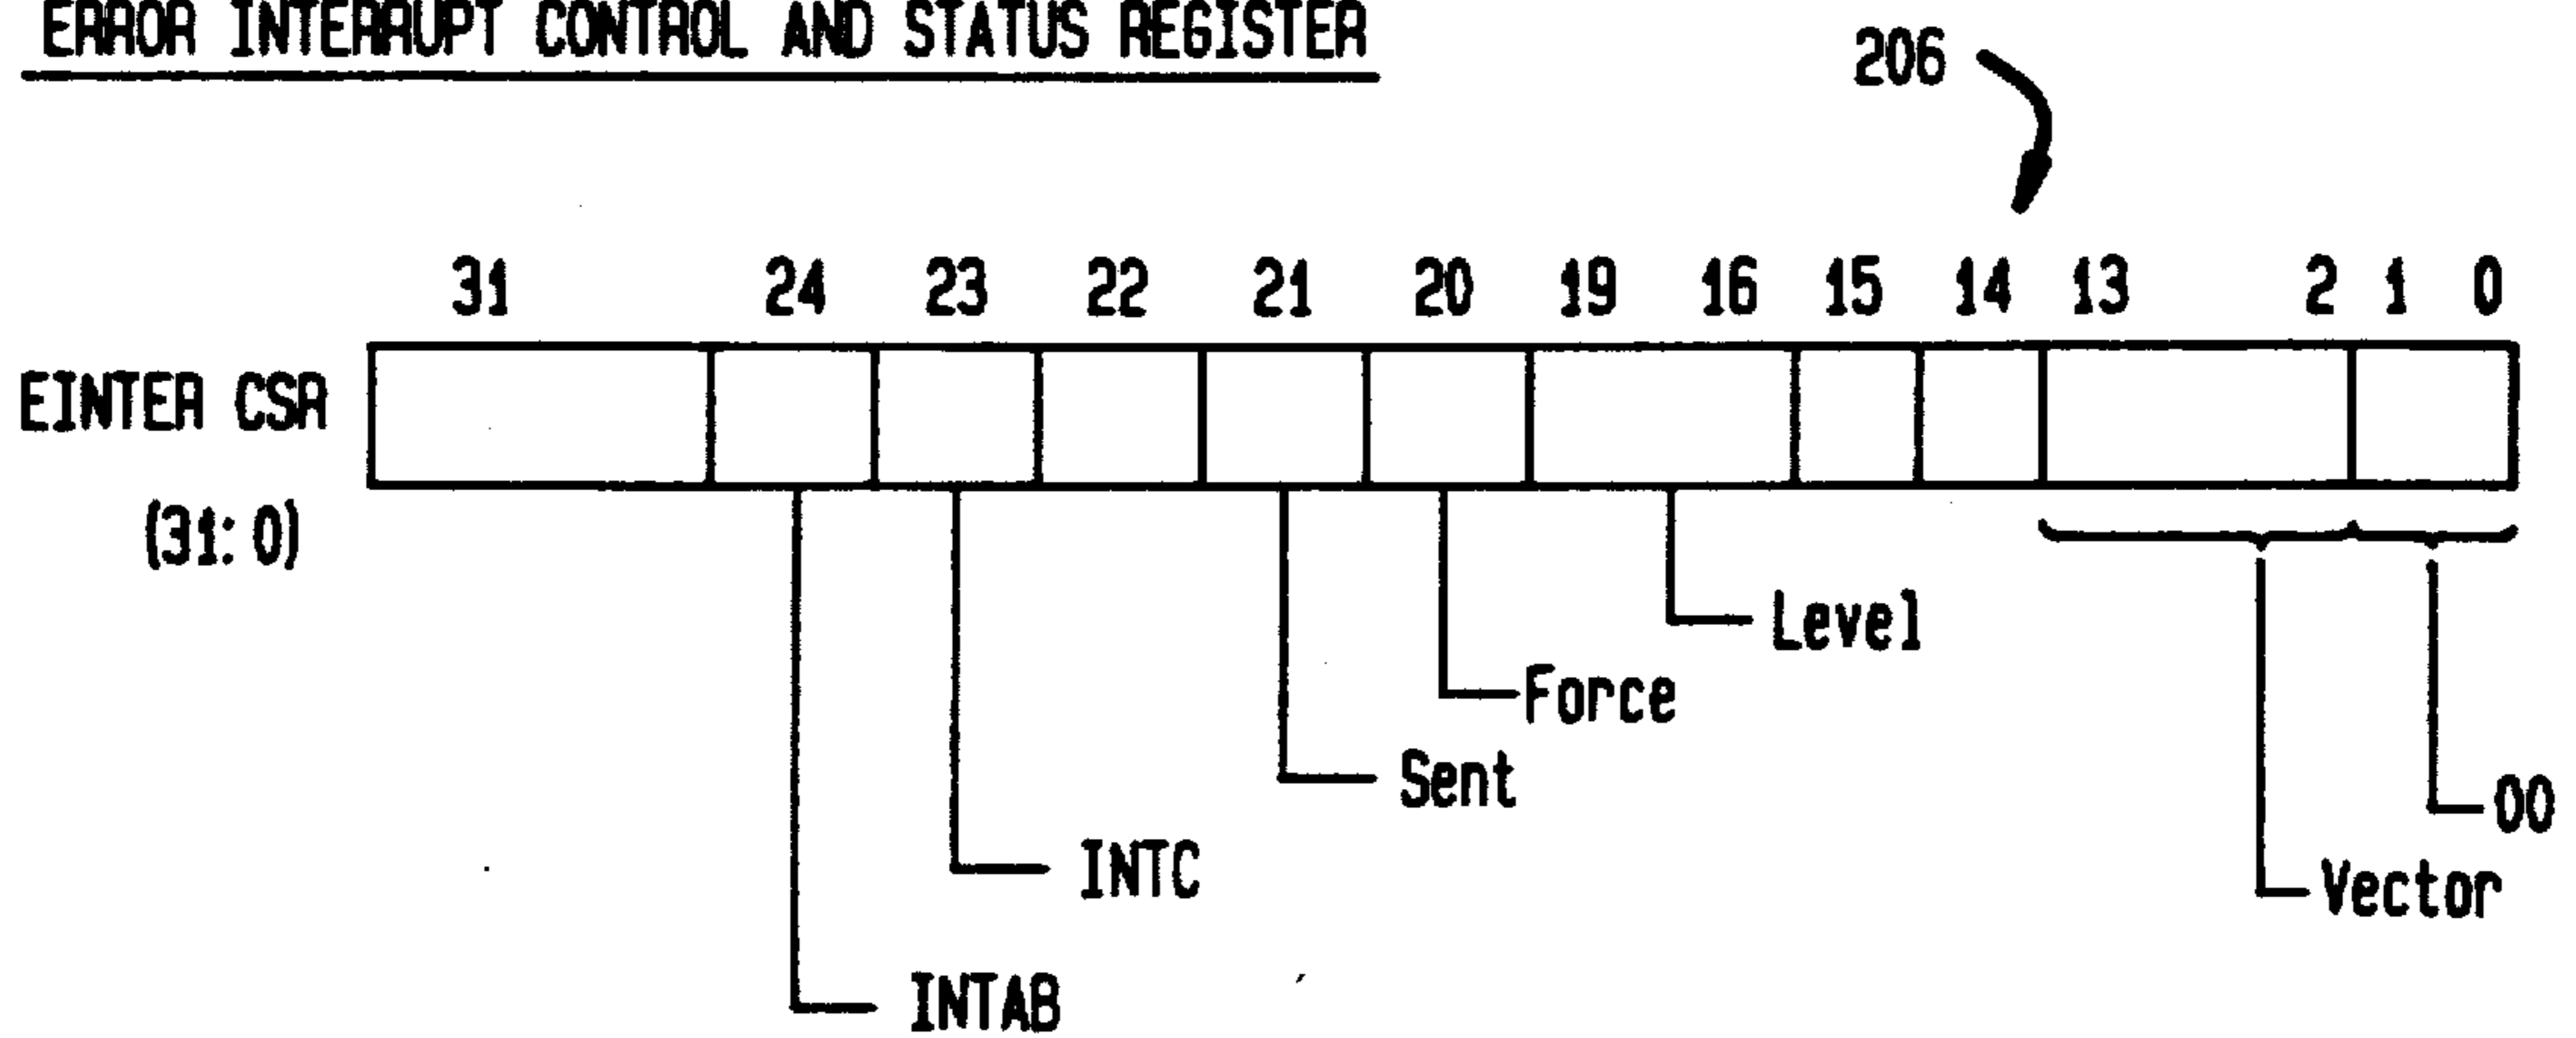 ERROR INTERRUPT CONTROL AND STATUS REGISTER
206
31 24 23 22 21 20 19 16 15 14 13 2 1 0
EINTER CSR
(31:0)
Level
Force
Sent
00
INTC
Vector
INTAB